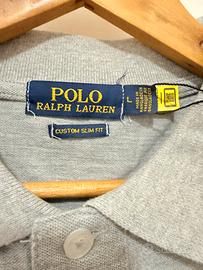 POLO
RALPH LAUREN
L
CUSTOM SLIM FIT